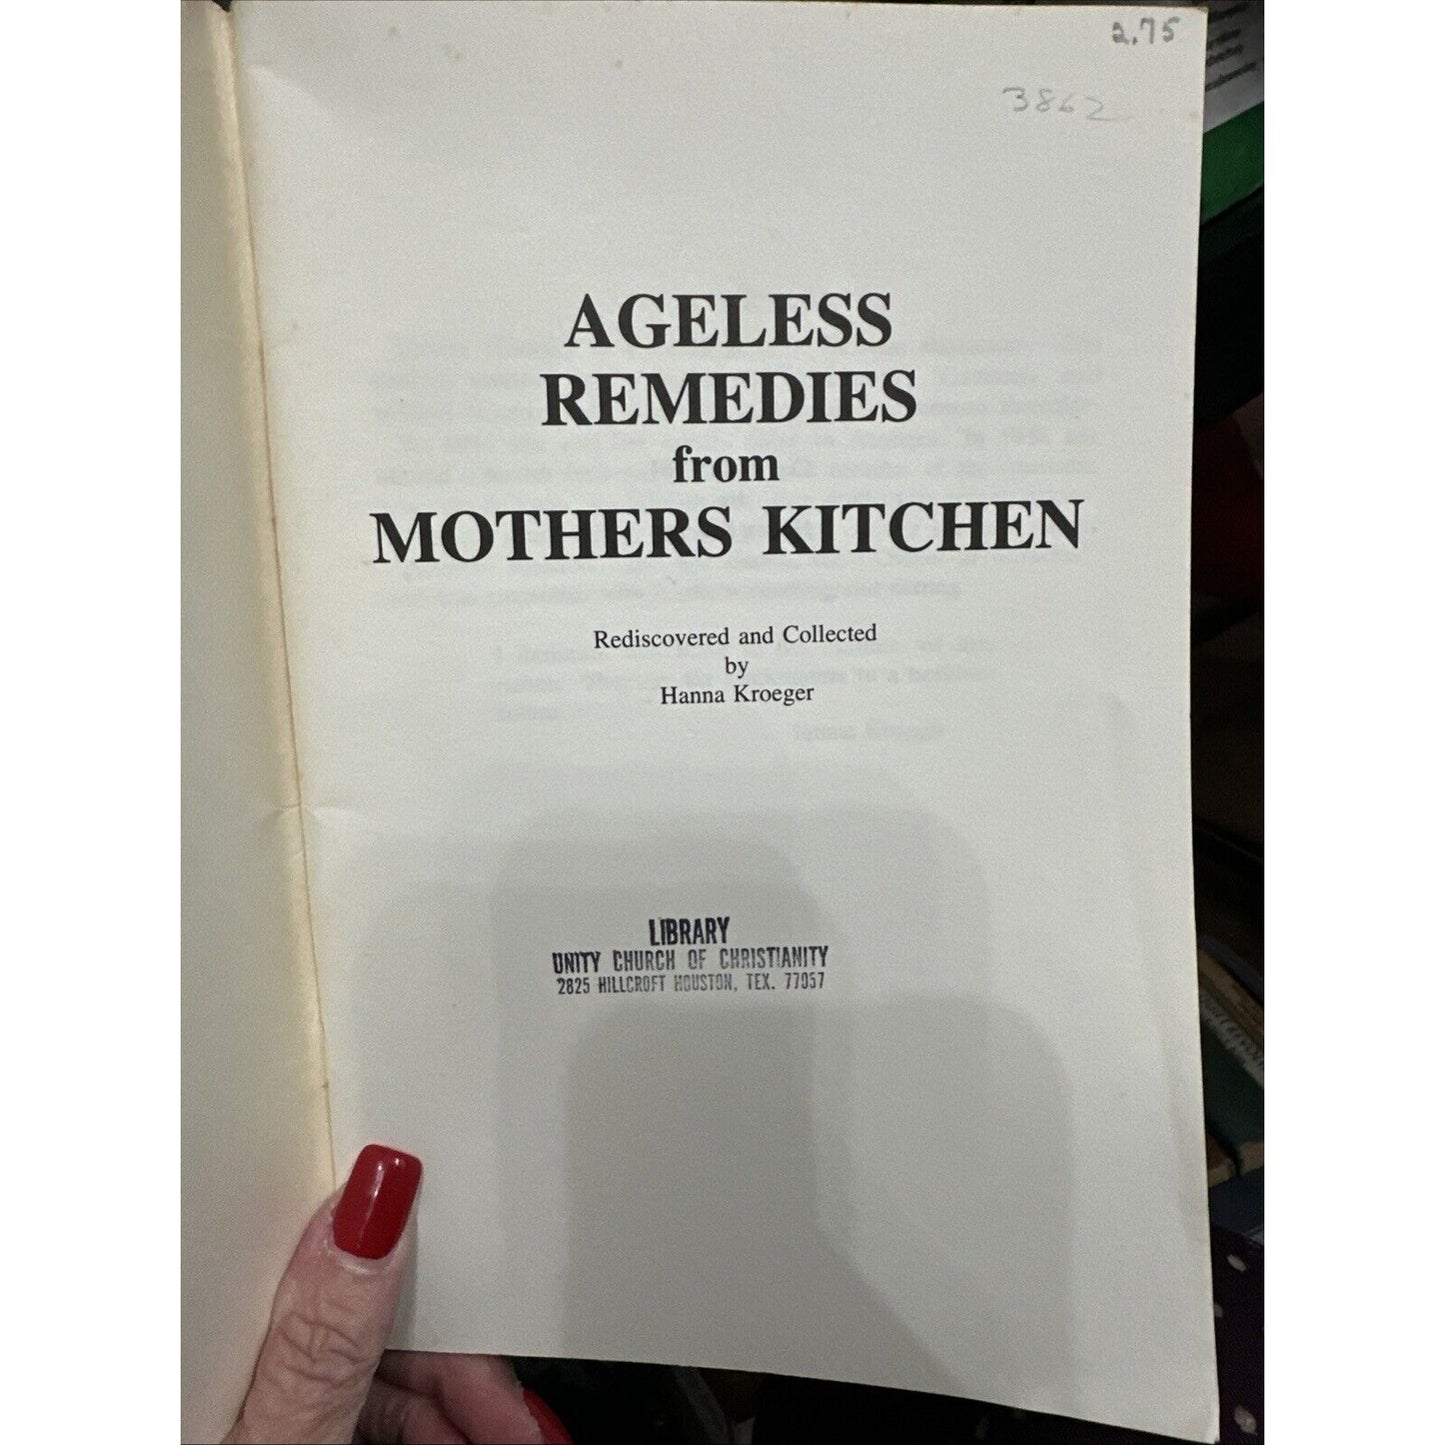 2.75
3862
AGELESS
REMEDIES
from
MOTHERS KITCHEN
Rediscovered and Collected
by
Hanna Kroeger
LIBRARY
UNITY CHURCH OF CHRISTIANITY
2825 HILLCROFT HOUSTON, TEX. 77057